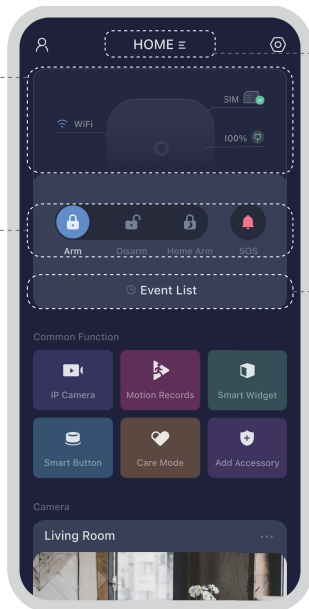 HOME
SIM
WiFi
100%
Arm Disarm Home Arm SOS
Event List
Common Function
IP Camera Motion Records Smart Widget
Smart Button Care Mode Add Accessory
Camera
Living Room